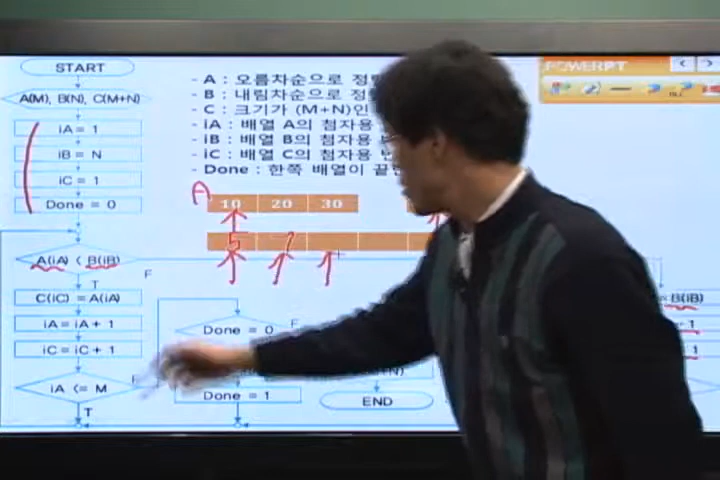 START
A(M), B(N), C(M+N)
iA = 1
iB = N
iC = 1
Done = 0
A(iA) < B(iB)
F
T
C(iC) = A(iA)
iA = iA + 1
iC = iC + 1
iA <= M
T
Done = 0
F
Done = 1
END
- A : 오름차순으로
- B : 내림차순으로
- C : 크기가 (M+N)인
- iA : 배열 A의 첨자용
- iB : 배열 B의 첨자용
- iC : 배열 C의 첨자용
- Done : 한쪽 배열이
A
10 20 30
5 7
POWERPT
B(iB)
1
1